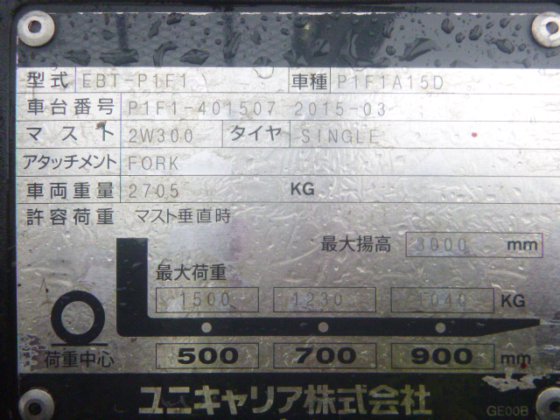 型式 EBT-P1F1 車種 P1F1A15D
車台番号 P1F1-401507 2015-03
マスト 2W300 タイヤ SINGLE
アタッチメント FORK
車両重量 2705 KG
許容荷重 マスト垂直時
最大揚高 3000 mm
最大荷重
1500 1230 1040 KG
荷重中心 500 700 900 mm
ユニキャリア株式会社
GE00B